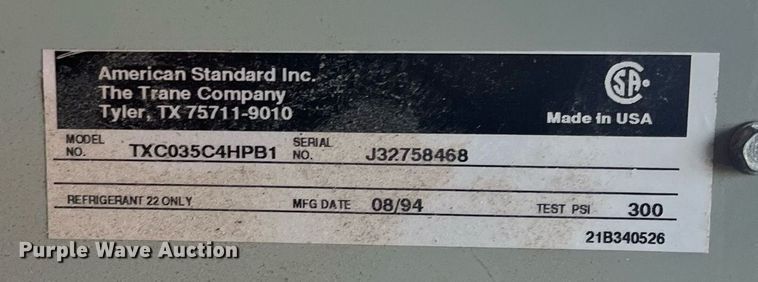 American Standard Inc.
The Trane Company
Tyler, TX 75711-9010
SA
Made in USA
MODEL NO. TXC035C4HPB1 SERIAL NO. J32758468
REFRIGERANT 22 ONLY MFG DATE 08/94 TEST PSI 300
21B340526
Purple Wave Auction